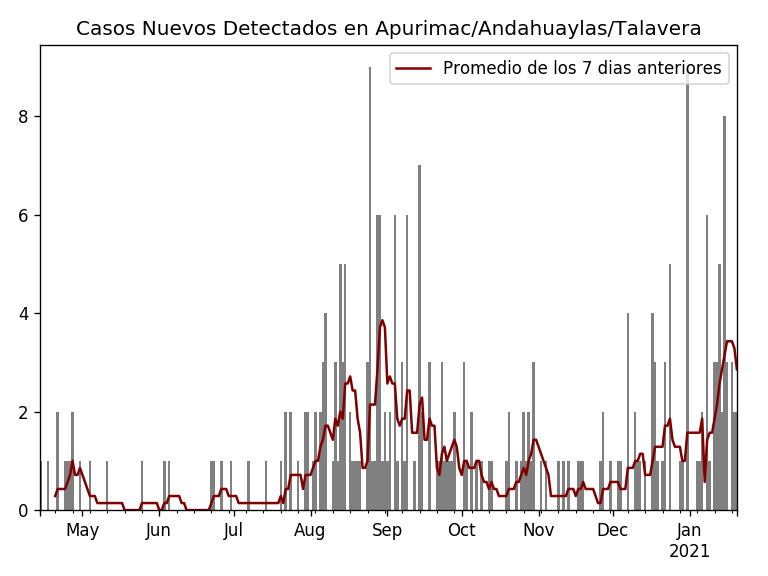 Casos Nuevos Detectados en Apurimac/Andahuaylas/Talavera
Promedio de los 7 dias anteriores
8
6
4
2
0
May Jun Jul Aug Sep Oct Nov Dec Jan
2021